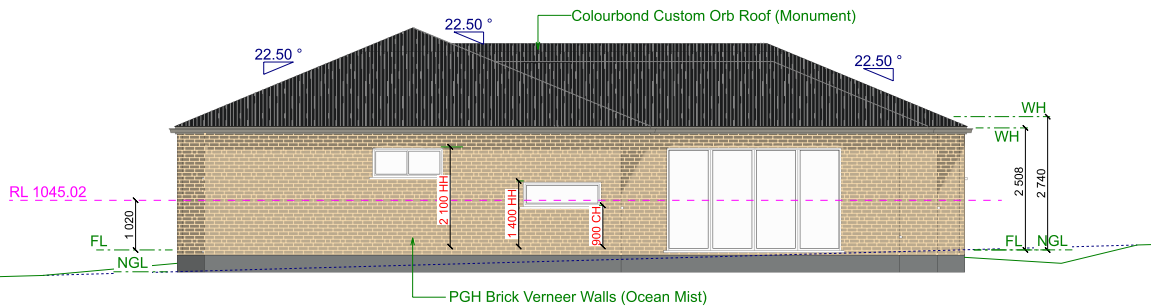 Colourbond Custom Orb Roof (Monument)
22.50 °
22.50 °
22.50 °
WH
WH
RL 1045.02
2 100 HH
1 400 HH
900 CH
2 508
2 740
1 020
FL
FL
NGL
NGL
PGH Brick Verneer Walls (Ocean Mist)